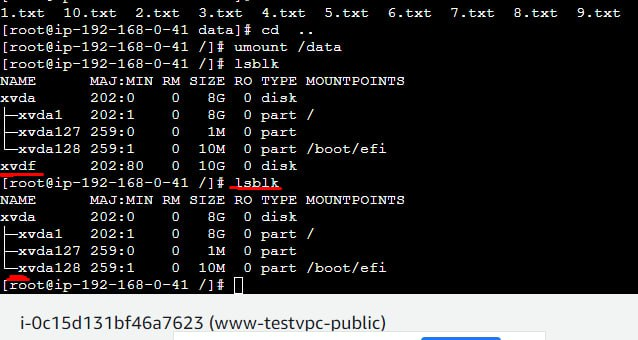 1.txt  10.txt  2.txt  3.txt  4.txt  5.txt  6.txt  7.txt  8.txt  9.txt
[root@ip-192-168-0-41 data]# cd  ..
[root@ip-192-168-0-41 /]# umount /data
[root@ip-192-168-0-41 /]# lsblk
NAME      MAJ:MIN RM SIZE RO TYPE MOUNTPOINTS
xvda      202:0    0   8G  0 disk
├─xvda1   202:1    0   8G  0 part /
├─xvda127 259:0    0   1M  0 part
└─xvda128 259:1    0  10M  0 part /boot/efi
xvdf      202:80   0  10G  0 disk
[root@ip-192-168-0-41 /]# lsblk
NAME      MAJ:MIN RM SIZE RO TYPE MOUNTPOINTS
xvda      202:0    0   8G  0 disk
├─xvda1   202:1    0   8G  0 part /
├─xvda127 259:0    0   1M  0 part
└─xvda128 259:1    0  10M  0 part /boot/efi
[root@ip-192-168-0-41 /]#
i-0c15d131bf46a7623 (www-testvpc-public)